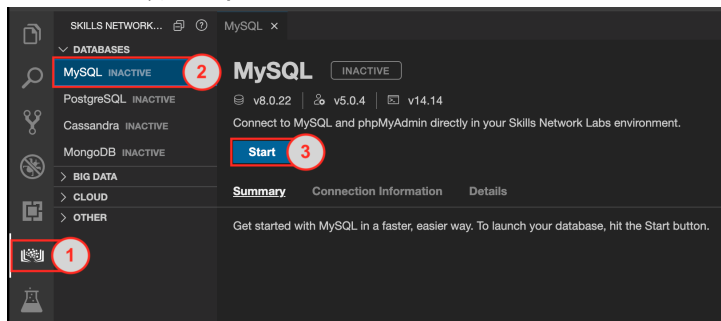 SKILLS NETWORK...
DATABASES
MySQL INACTIVE
2
PostgreSQL INACTIVE
Cassandra INACTIVE
MongoDB INACTIVE
BIG DATA
CLOUD
OTHER
1
MySQL ×
MySQL INACTIVE
v8.0.22 v5.0.4 v14.14
Connect to MySQL and phpMyAdmin directly in your Skills Network Labs environment.
Start
3
Summary Connection Information Details
Get started with MySQL in a faster, easier way. To launch your database, hit the Start button.